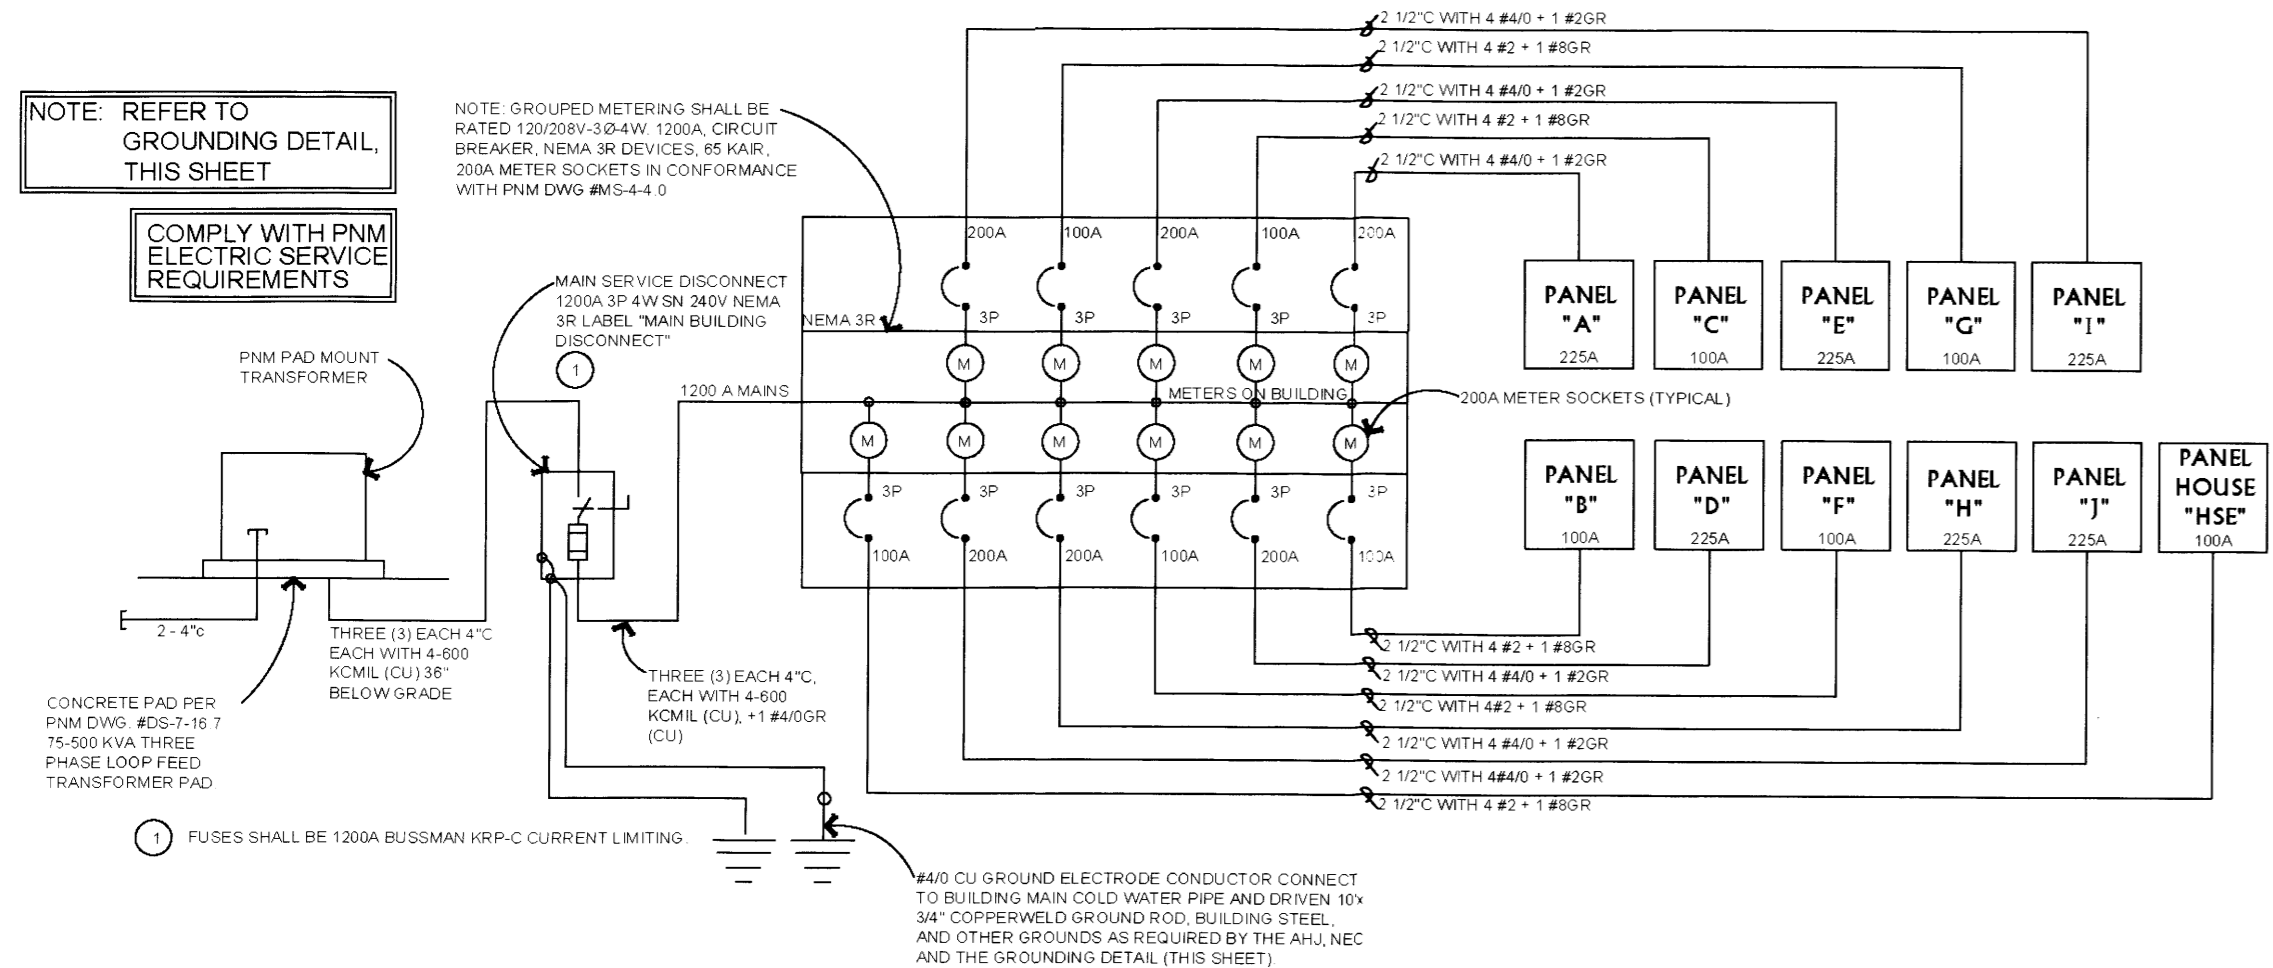 2 1/2"C WITH 4 #4/0 + 1 #2GR
2 1/2"C WITH 4 #2 + 1 #8GR
2 1/2"C WITH 4 #4/0 + 1 #2GR
2 1/2"C WITH 4 #2 + 1 #8GR
2 1/2"C WITH 4 #4/0 + 1 #2GR
NOTE: REFER TO
GROUNDING DETAIL,
THIS SHEET
COMPLY WITH PNM
ELECTRIC SERVICE
REQUIREMENTS
NOTE: GROUPED METERING SHALL BE
RATED 120/208V-3Ø-4W. 1200A, CIRCUIT
BREAKER, NEMA 3R DEVICES, 65 KAIR,
200A METER SOCKETS IN CONFORMANCE
WITH PNM DWG #MS-4-4.0
MAIN SERVICE DISCONNECT
1200A 3P 4W SN 240V NEMA
3R LABEL "MAIN BUILDING
DISCONNECT"
1
PNM PAD MOUNT
TRANSFORMER
200A 100A 200A 100A 200A
NEMA 3R
3P 3P 3P 3P 3P
M M M M M
1200 A MAINS
METERS ON BUILDING
200A METER SOCKETS (TYPICAL)
M M M M M M
3P 3P 3P 3P 3P 3P
100A 200A 200A 100A 200A 100A
PANEL
"A"
225A
PANEL
"C"
100A
PANEL
"E"
225A
PANEL
"G"
100A
PANEL
"I"
225A
PANEL
"B"
100A
PANEL
"D"
225A
PANEL
"F"
100A
PANEL
"H"
225A
PANEL
"J"
225A
PANEL
HOUSE
"HSE"
100A
2 - 4"c
THREE (3) EACH 4"C
EACH WITH 4-600
KCMIL (CU) 36"
BELOW GRADE
THREE (3) EACH 4"C,
EACH WITH 4-600
KCMIL (CU), +1 #4/0GR
(CU)
CONCRETE PAD PER
PNM DWG. #DS-7-16.7
75-500 KVA THREE
PHASE LOOP FEED
TRANSFORMER PAD
2 1/2"C WITH 4 #2 + 1 #8GR
2 1/2"C WITH 4 #4/0 + 1 #2GR
2 1/2"C WITH 4#2 + 1 #8GR
2 1/2"C WITH 4 #4/0 + 1 #2GR
2 1/2"C WITH 4#4/0 + 1 #2GR
2 1/2"C WITH 4 #2 + 1 #8GR
1 FUSES SHALL BE 1200A BUSSMAN KRP-C CURRENT LIMITING.
#4/0 CU GROUND ELECTRODE CONDUCTOR CONNECT
TO BUILDING MAIN COLD WATER PIPE AND DRIVEN 10'x
3/4" COPPERWELD GROUND ROD, BUILDING STEEL,
AND OTHER GROUNDS AS REQUIRED BY THE AHJ, NEC
AND THE GROUNDING DETAIL (THIS SHEET).